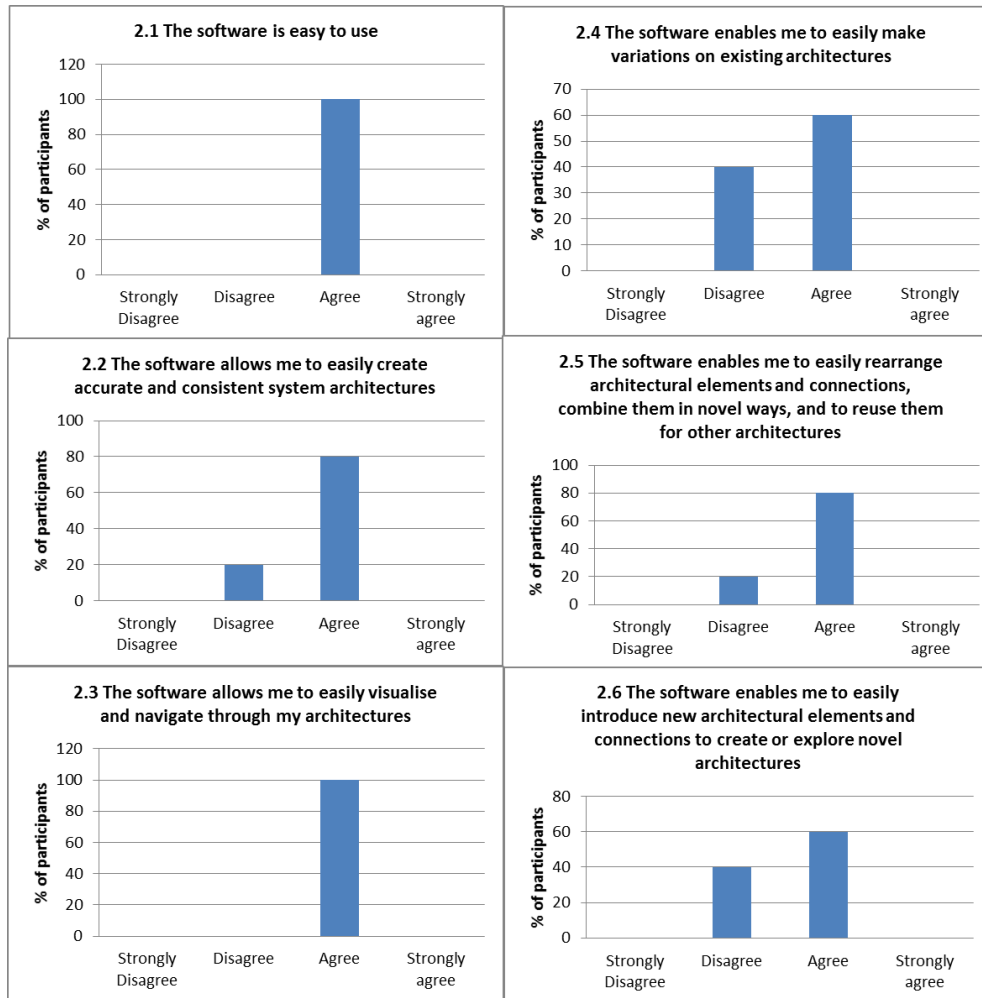 2.1 The software is easy to use
% of participants
120
100
80
60
40
20
0
Strongly Disagree Agree Strongly
Disagree agree
2.2 The software allows me to easily create
accurate and consistent system architectures
% of participants
100
80
60
40
20
0
Strongly Disagree Agree Strongly
Disagree agree
2.3 The software allows me to easily visualise
and navigate through my architectures
% of participants
120
100
80
60
40
20
0
Strongly Disagree Agree Strongly
Disagree agree
2.4 The software enables me to easily make
variations on existing architectures
% of participants
70
60
50
40
30
20
10
0
Strongly Disagree Agree Strongly
Disagree agree
2.5 The software enables me to easily rearrange
architectural elements and connections,
combine them in novel ways, and to reuse them
for other architectures
% of participants
100
80
60
40
20
0
Strongly Disagree Agree Strongly
Disagree agree
2.6 The software enables me to easily
introduce new architectural elements and
connections to create or explore novel
architectures
% of participants
80
60
40
20
0
Strongly Disagree Agree Strongly
Disagree agree